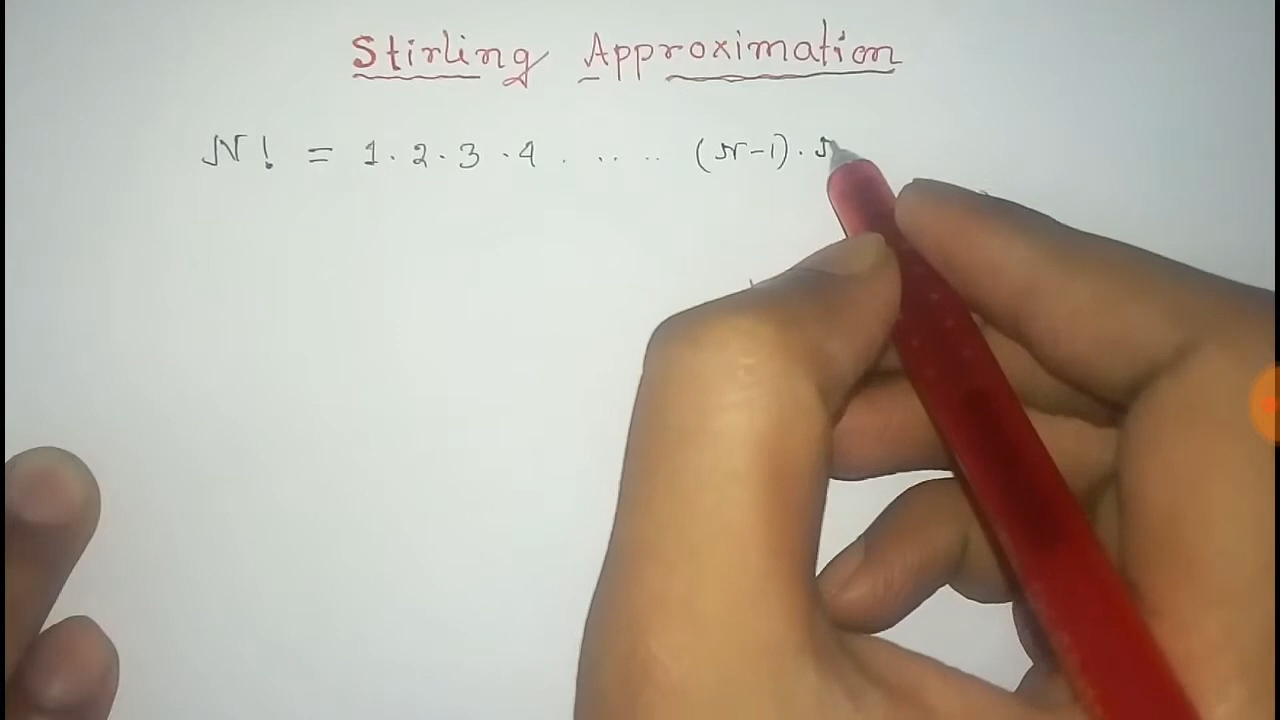 Stirling Approximation
N! = 1.2.3.4 . .. .. (N-1).N